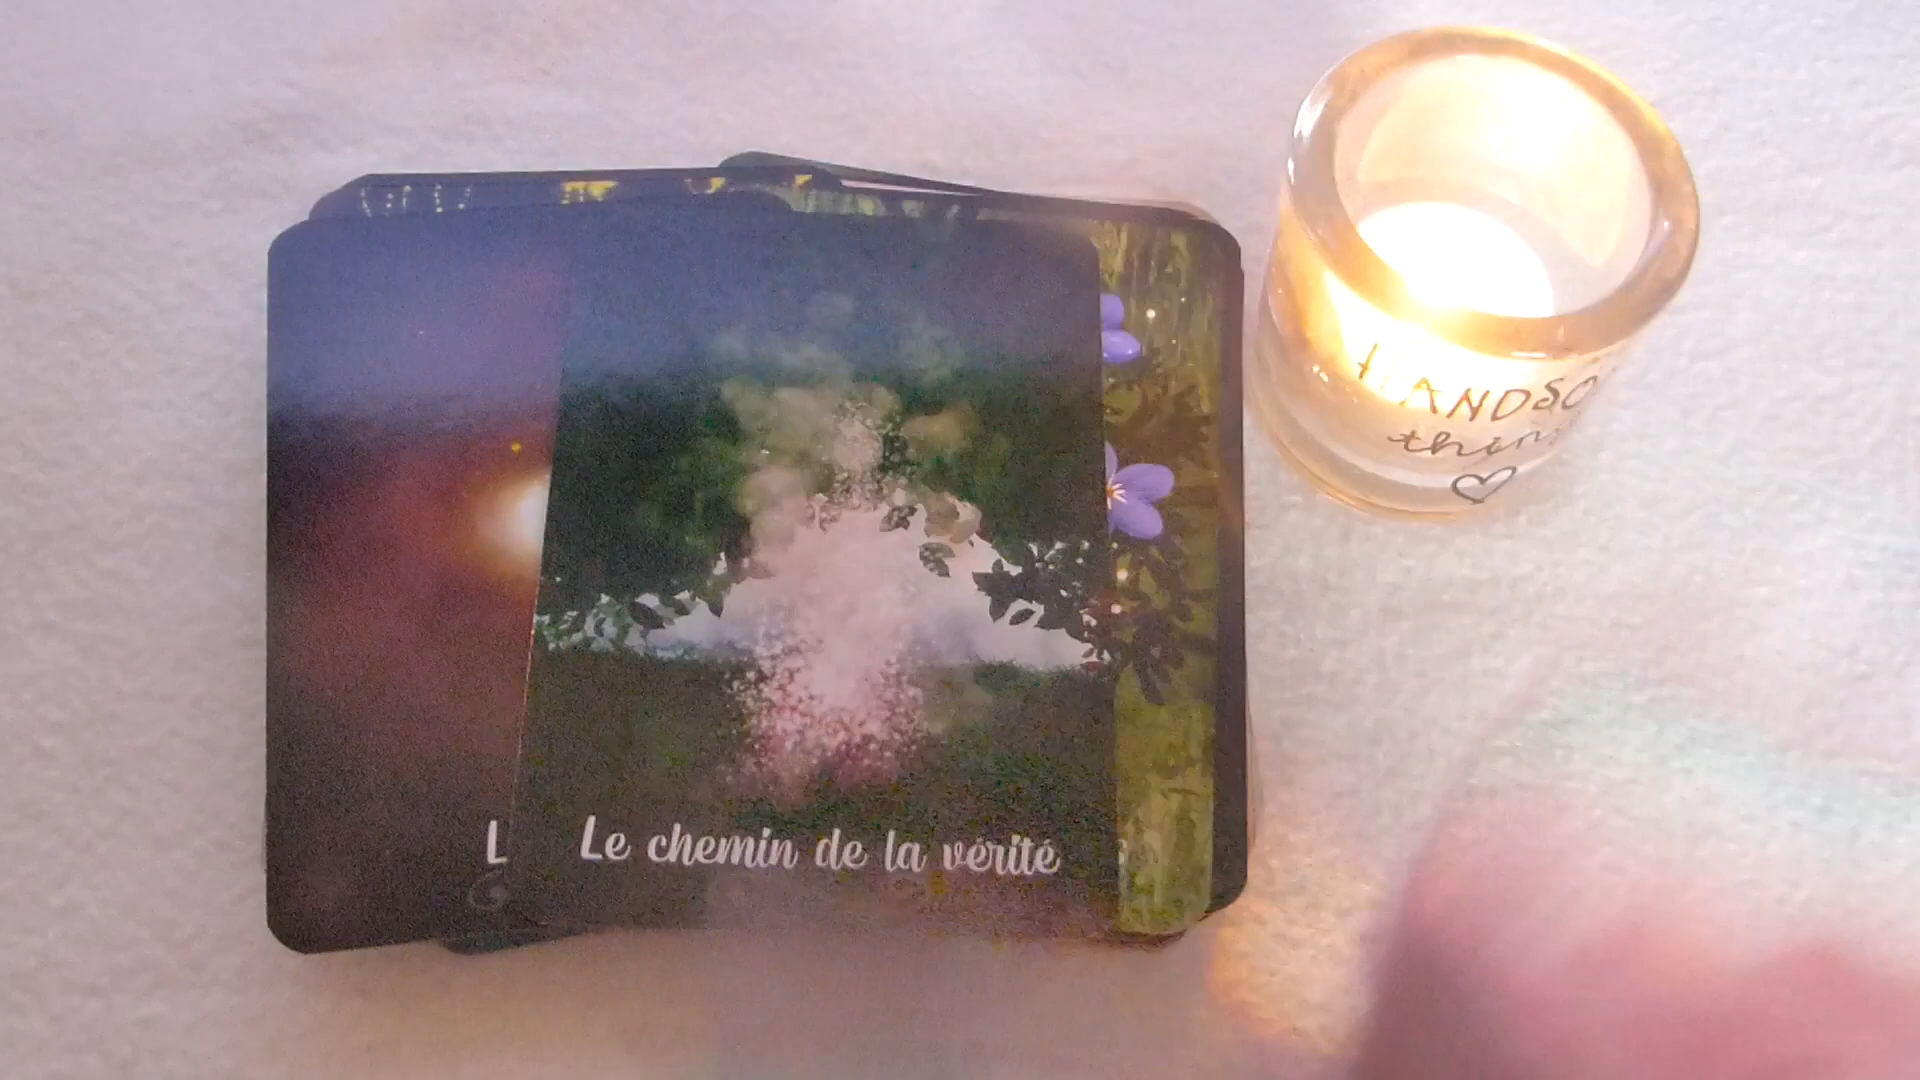 L
Le chemin de la vérité
HANDSO
thin